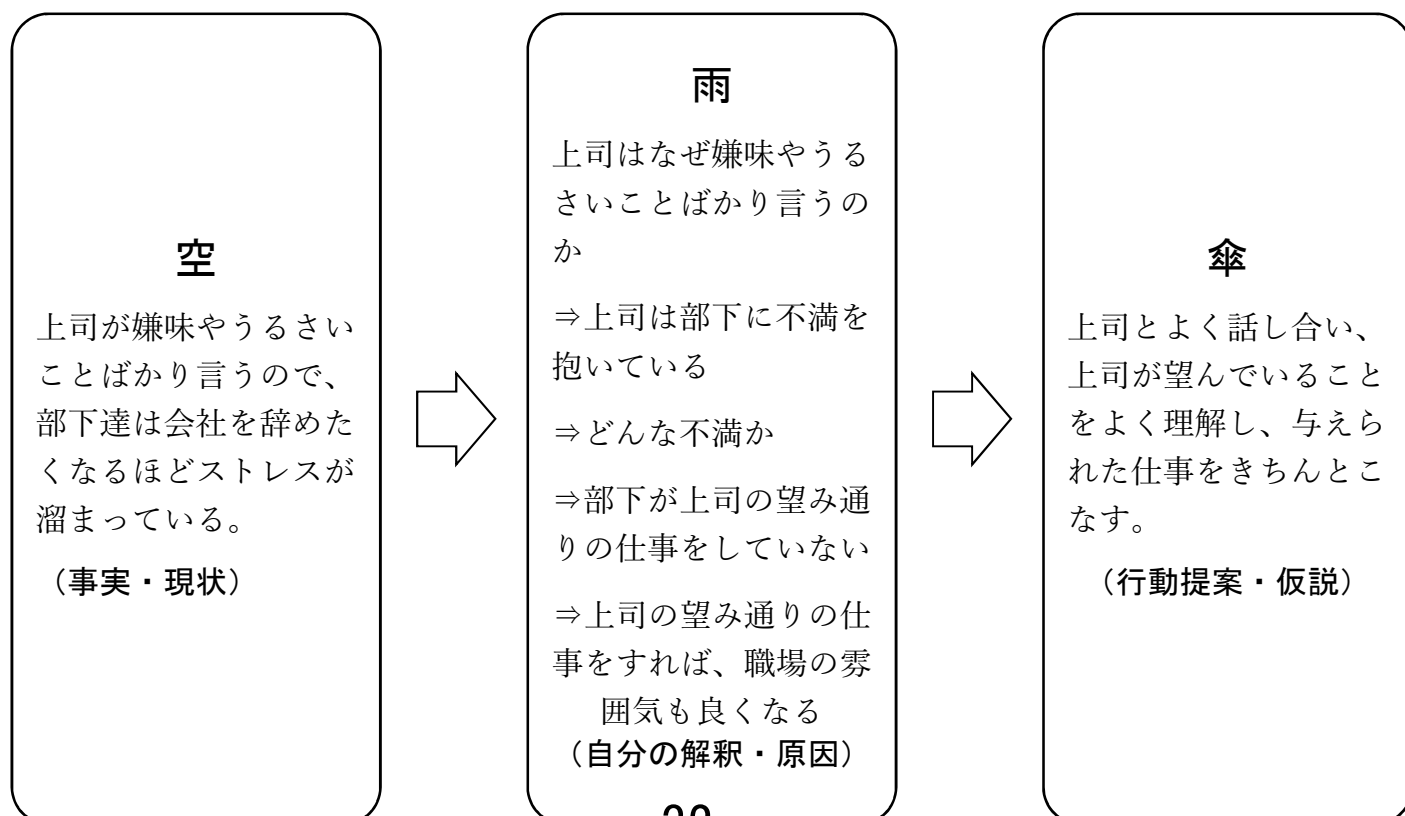 空
上司が嫌味やうるさい
ことばかり言うので、
部下達は会社を辞めた
くなるほどストレスが
溜まっている。
（事実・現状）
雨
上司はなぜ嫌味やうる
さいことばかり言うの
か
⇒上司は部下に不満を
抱いている
⇒どんな不満か
⇒部下が上司の望み通
りの仕事をしていない
⇒上司の望み通りの仕
事をすれば、職場の雰
囲気も良くなる
（自分の解釈・原因）
傘
上司とよく話し合い、
上司が望んでいること
をよく理解し、与えら
れた仕事をきちんとこ
なす。
（行動提案・仮説）